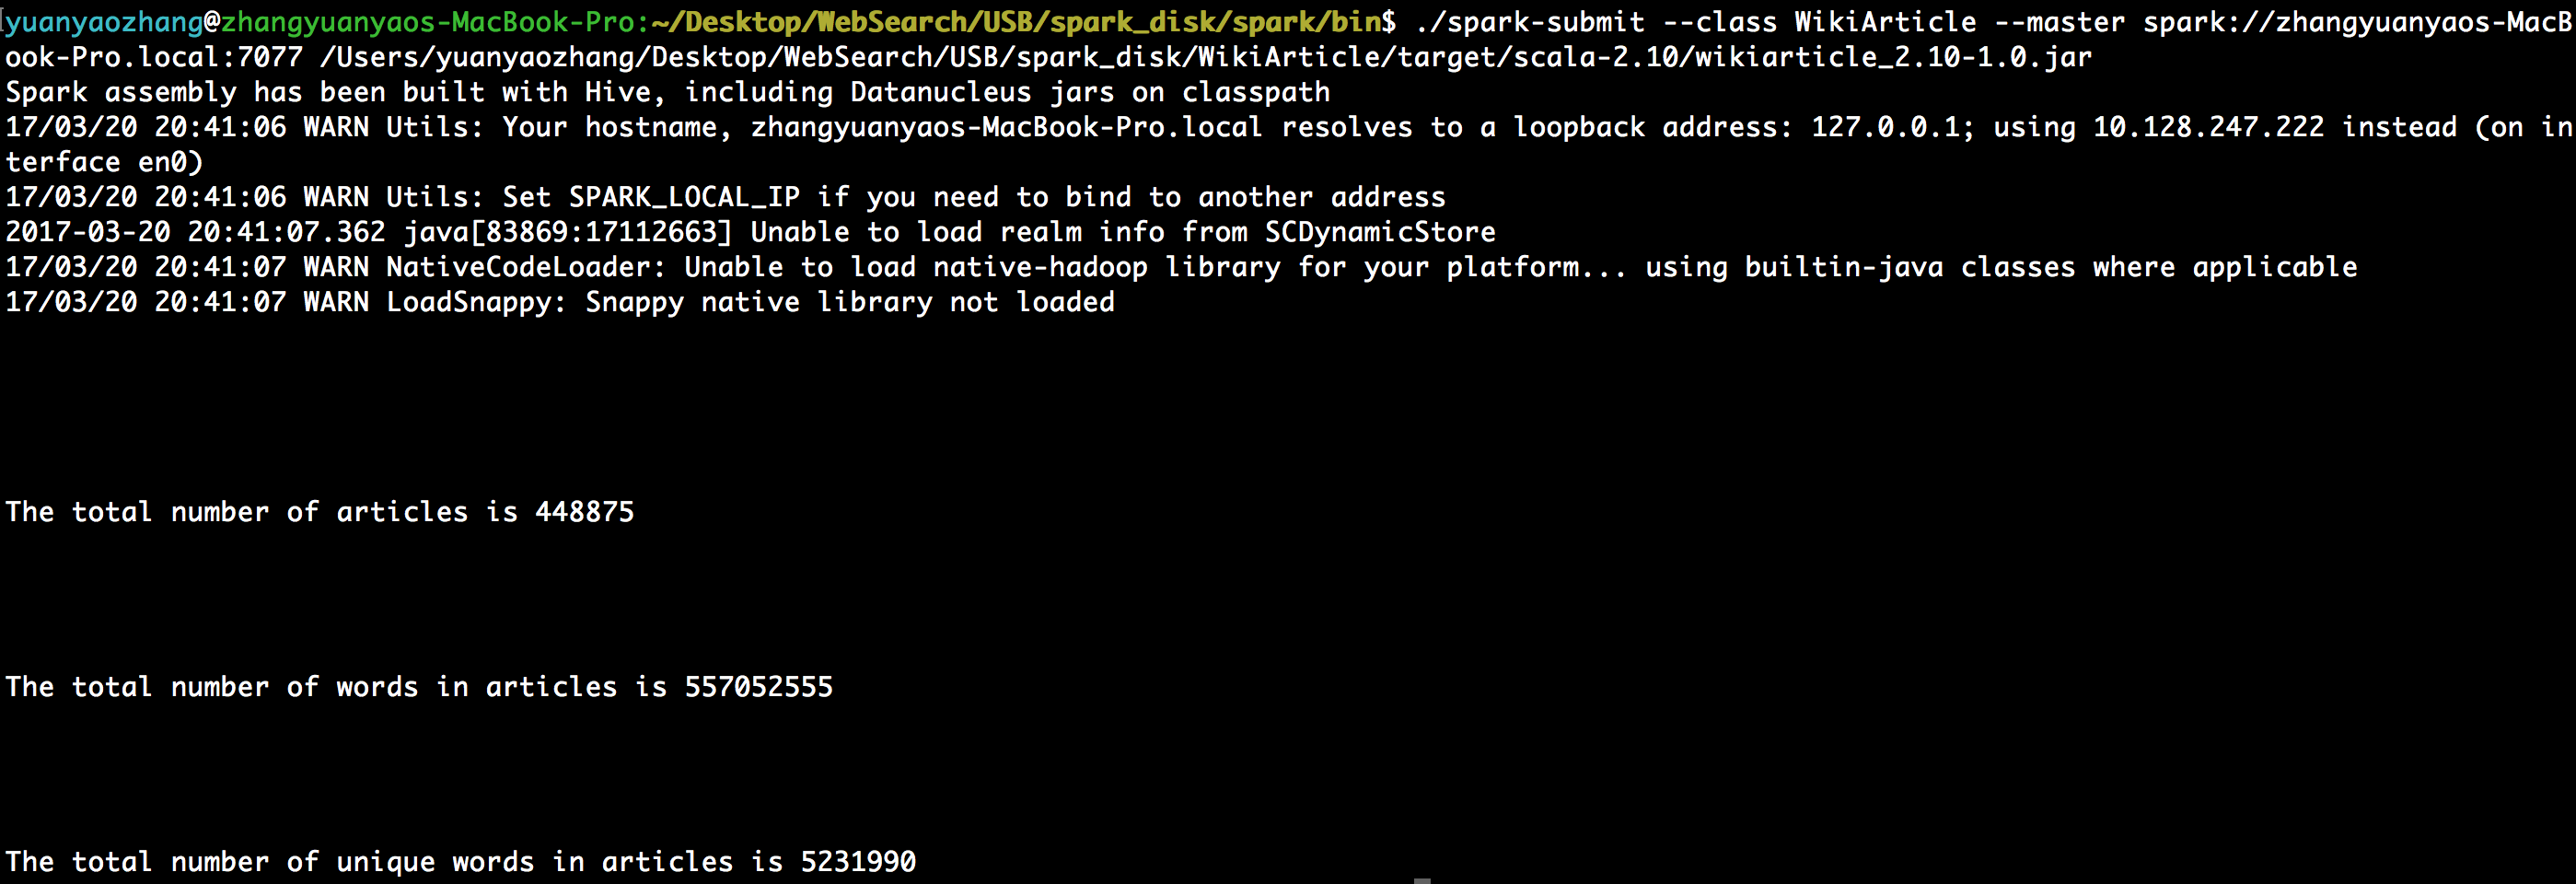 yuanyaozhang@zhangyuanyaos-MacBook-Pro:~/Desktop/WebSearch/USB/spark_disk/spark/bin$ ./spark-submit --class WikiArticle --master spark://zhangyuanyaos-MacB
ook-Pro.local:7077 /Users/yuanyaozhang/Desktop/WebSearch/USB/spark_disk/WikiArticle/target/scala-2.10/wikiarticle_2.10-1.0.jar
Spark assembly has been built with Hive, including Datanucleus jars on classpath
17/03/20 20:41:06 WARN Utils: Your hostname, zhangyuanyaos-MacBook-Pro.local resolves to a loopback address: 127.0.0.1; using 10.128.247.222 instead (on in
terface en0)
17/03/20 20:41:06 WARN Utils: Set SPARK_LOCAL_IP if you need to bind to another address
2017-03-20 20:41:07.362 java[83869:17112663] Unable to load realm info from SCDynamicStore
17/03/20 20:41:07 WARN NativeCodeLoader: Unable to load native-hadoop library for your platform... using builtin-java classes where applicable
17/03/20 20:41:07 WARN LoadSnappy: Snappy native library not loaded
The total number of articles is 448875
The total number of words in articles is 557052555
The total number of unique words in articles is 5231990